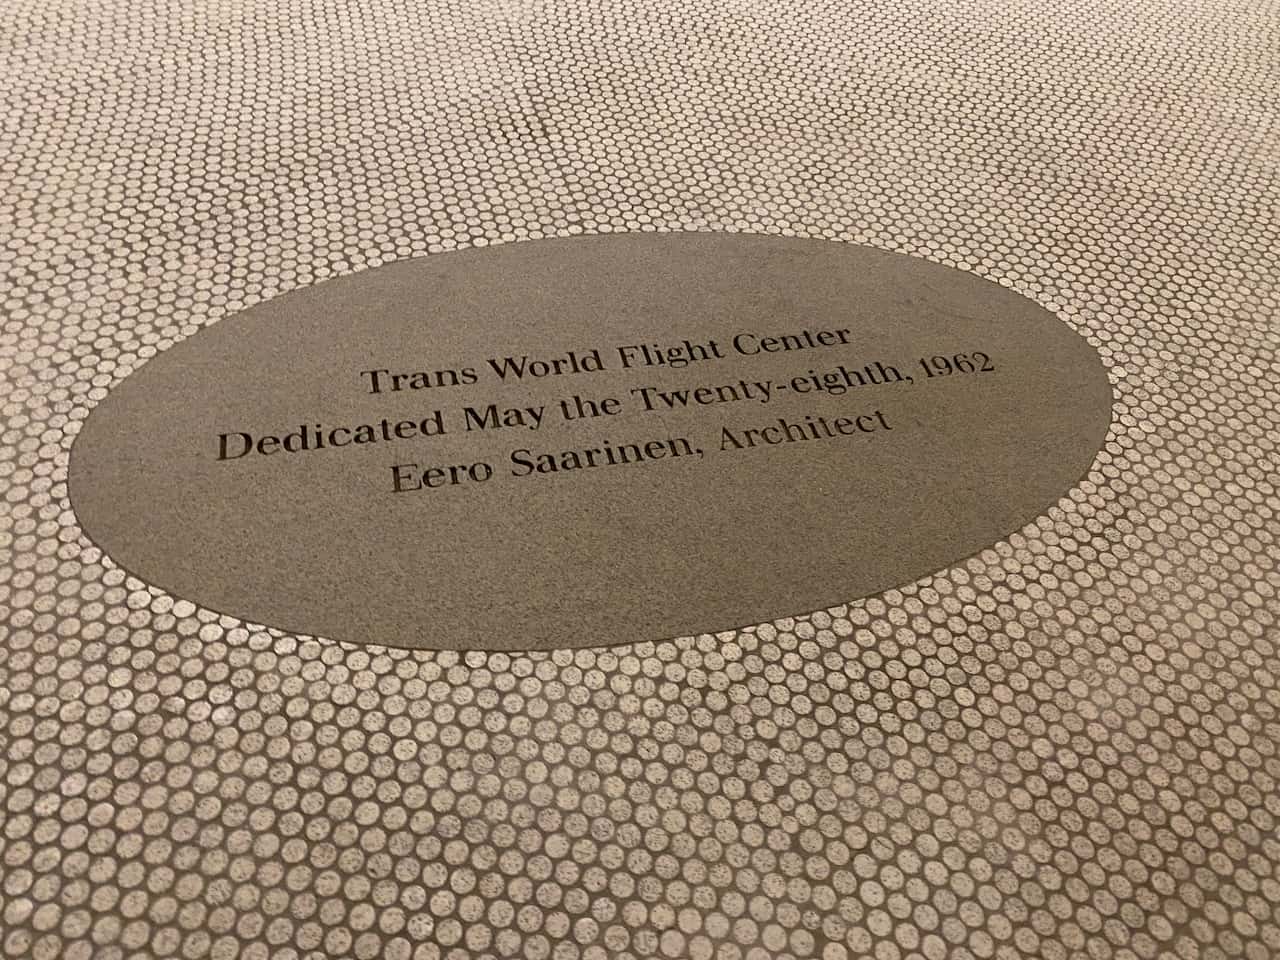 Trans World Flight Center
Dedicated May the Twenty-eighth, 1962
Eero Saarinen, Architect